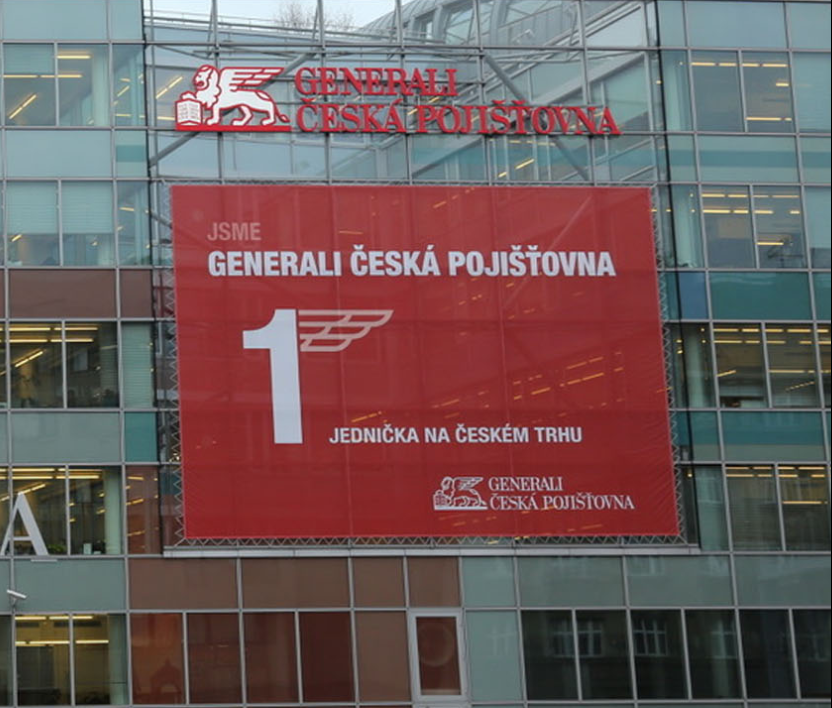 GENERALI
ČESKÁ POJIŠŤOVNA
JSME
GENERALI ČESKÁ POJIŠŤOVNA
1
JEDNIČKA NA ČESKÉM TRHU
GENERALI
ČESKÁ POJIŠŤOVNA
A